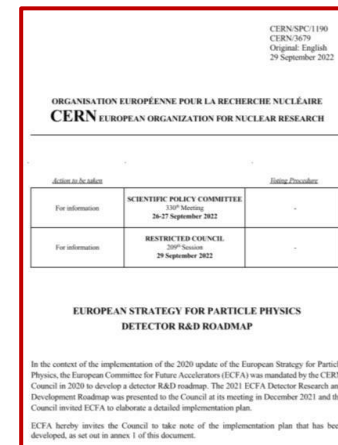 CERN/SPC/1190
CERN/3679
Original: English
29 September 2022
ORGANISATION EUROPÉENNE POUR LA RECHERCHE NUCLÉAIRE
CERN EUROPEAN ORGANIZATION FOR NUCLEAR RESEARCH
Action to be taken Voting Procedure
For information SCIENTIFIC POLICY COMMITTEE -
330th Meeting
26-27 September 2022
For information RESTRICTED COUNCIL -
209th Session
29 September 2022
EUROPEAN STRATEGY FOR PARTICLE PHYSICS
DETECTOR R&D ROADMAP
In the context of the implementation of the 2020 update of the European Strategy for Particle
Physics, the European Committee for Future Accelerators (ECFA) was mandated by the CERN
Council in 2020 to develop a detector R&D roadmap. The 2021 ECFA Detector Research and
Development Roadmap was presented to the Council at its meeting in December 2021 and the
Council invited ECFA to elaborate a detailed implementation plan.
ECFA hereby invites the Council to take note of the implementation plan that has been
developed, as set out in annex 1 of this document.